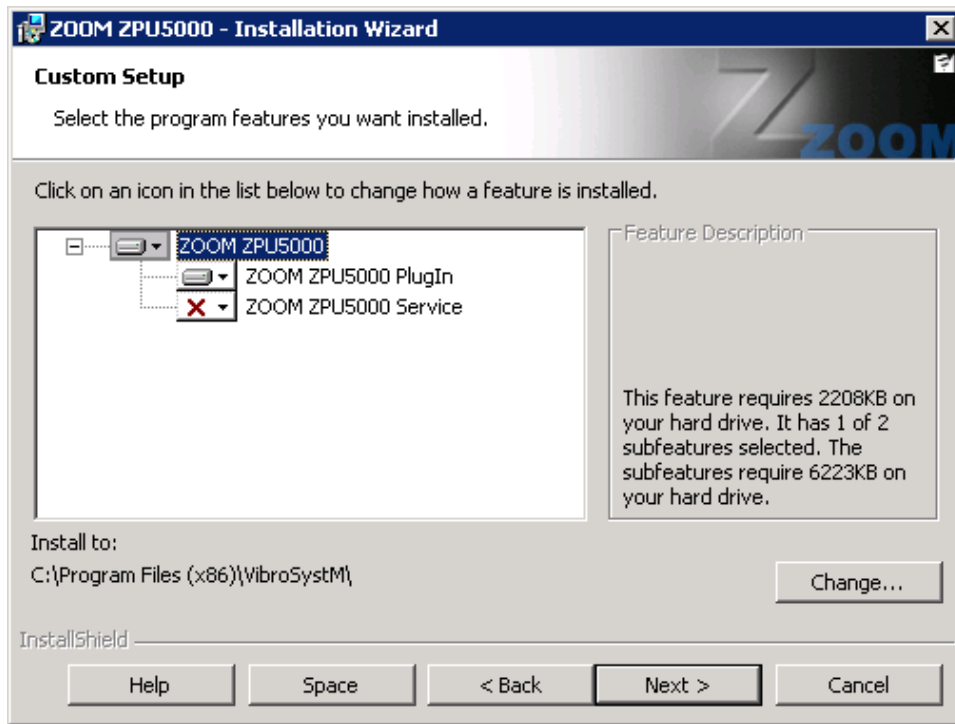 ZOOM ZPU5000 - Installation Wizard
Custom Setup
Select the program features you want installed.
ZOOM
Click on an icon in the list below to change how a feature is installed.
ZOOM ZPU5000
ZOOM ZPU5000 PlugIn
ZOOM ZPU5000 Service
Feature Description
This feature requires 2208KB on
your hard drive. It has 1 of 2
subfeatures selected. The
subfeatures require 6223KB on
your hard drive.
Install to:
C:\Program Files (x86)\VibroSystM\
Change...
InstallShield
Help
Space
< Back
Next >
Cancel